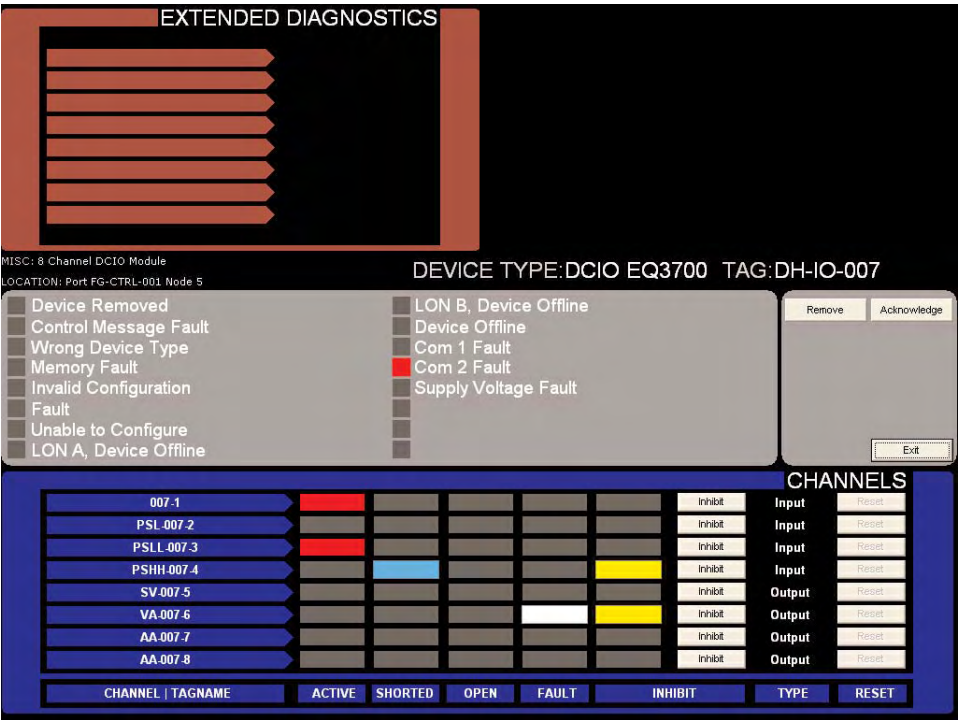 EXTENDED DIAGNOSTICS
MISC: 8 Channel DCIO Module
LOCATION: Port FG-CTRL-001 Node 5
DEVICE TYPE:DCIO EQ3700 TAG:DH-IO-007
Device Removed
Control Message Fault
Wrong Device Type
Memory Fault
Invalid Configuration
Fault
Unable to Configure
LON A, Device Offline
LON B, Device Offline
Device Offline
Com 1 Fault
Com 2 Fault
Supply Voltage Fault
Remove Acknowledge
Exit
CHANNELS
007-1 Inhibit Input Reset
PSL-007-2 Inhibit Input Reset
PSLL-007-3 Inhibit Input Reset
PSHH-007-4 Inhibit Input Reset
SV-007-5 Inhibit Output Reset
VA-007-6 Inhibit Output Reset
AA-007-7 Inhibit Output Reset
AA-007-8 Inhibit Output Reset
CHANNEL | TAGNAME ACTIVE SHORTED OPEN FAULT INHIBIT TYPE RESET